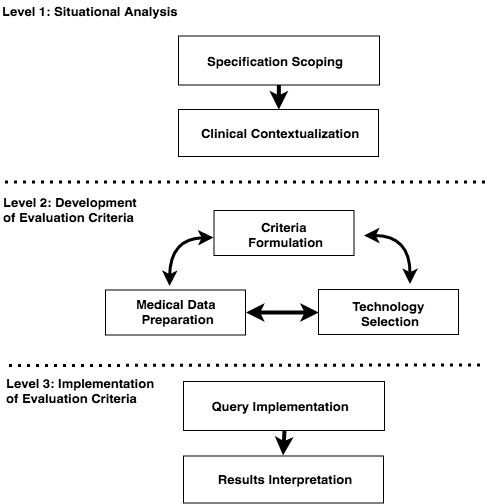 Level 1: Situational Analysis
Specification Scoping
Clinical Contextualization
Level 2: Development
of Evaluation Criteria
Criteria
Formulation
Medical Data
Preparation
Technology
Selection
Level 3: Implementation
of Evaluation Criteria
Query Implementation
Results Interpretation